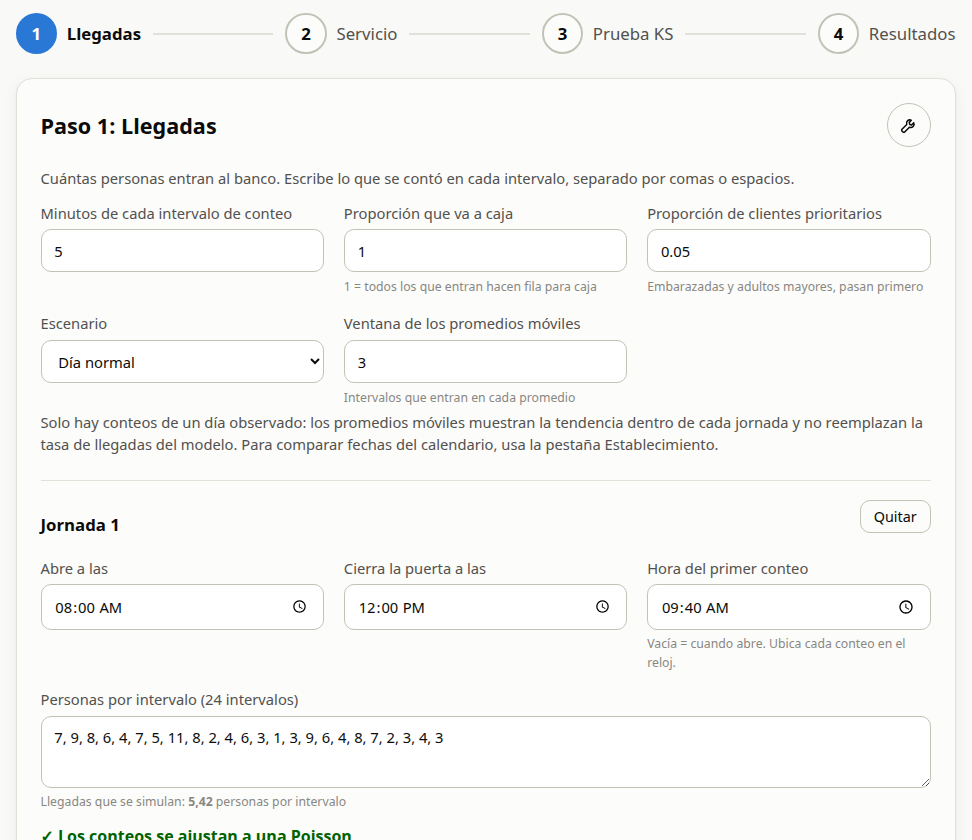 1 Llegadas 2 Servicio 3 Prueba KS 4 Resultados
Paso 1: Llegadas
Cuántas personas entran al banco. Escribe lo que se contó en cada intervalo, separado por comas o espacios.
Minutos de cada intervalo de conteo Proporción que va a caja Proporción de clientes prioritarios
5 1 0.05
1 = todos los que entran hacen fila para caja Embarazadas y adultos mayores, pasan primero
Escenario Ventana de los promedios móviles
Día normal 3
Intervalos que entran en cada promedio
Solo hay conteos de un día observado: los promedios móviles muestran la tendencia dentro de cada jornada y no reemplazan la
tasa de llegadas del modelo. Para comparar fechas del calendario, usa la pestaña Establecimiento.
Jornada 1 Quitar
Abre a las Cierra la puerta a las Hora del primer conteo
08:00 AM 12:00 PM 09:40 AM
Vacía = cuando abre. Ubica cada conteo en el
reloj.
Personas por intervalo (24 intervalos)
7, 9, 8, 6, 4, 7, 5, 11, 8, 2, 4, 6, 3, 1, 3, 9, 6, 4, 8, 7, 2, 3, 4, 3
Llegadas que se simulan: 5,42 personas por intervalo
✓ Los conteos se ajustan a una Poisson